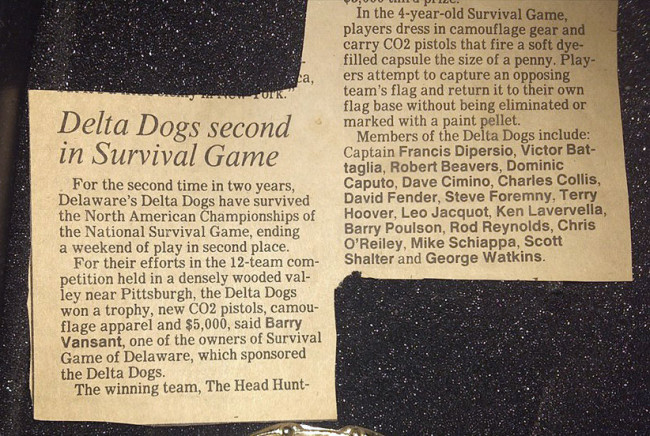 ca,
York."
Delta Dogs second
in Survival Game
For the second time in two years,
Delaware's Delta Dogs have survived
the North American Championships of
the National Survival Game, ending
a weekend of play in second place.
For their efforts in the 12-team com-
petition held in a densely wooded val-
ley near Pittsburgh, the Delta Dogs
won a trophy, new CO2 pistols, camou-
flage apparel and $5,000, said Barry
Vansant, one of the owners of Survival
Game of Delaware, which sponsored
the Delta Dogs.
The winning team, The Head Hunt-
third prize.
In the 4-year-old Survival Game,
players dress in camouflage gear and
carry CO2 pistols that fire a soft dye-
filled capsule the size of a penny. Play-
ers attempt to capture an opposing
team's flag and return it to their own
flag base without being eliminated or
marked with a paint pellet.
Members of the Delta Dogs include:
Captain Francis Dipersio, Victor Bat-
taglia, Robert Beavers, Dominic
Caputo, Dave Cimino, Charles Collis,
David Fender, Steve Foremny, Terry
Hoover, Leo Jacquot, Ken Lavervella,
Barry Poulson, Rod Reynolds, Chris
O'Reiley, Mike Schiappa, Scott
Shalter and George Watkins.